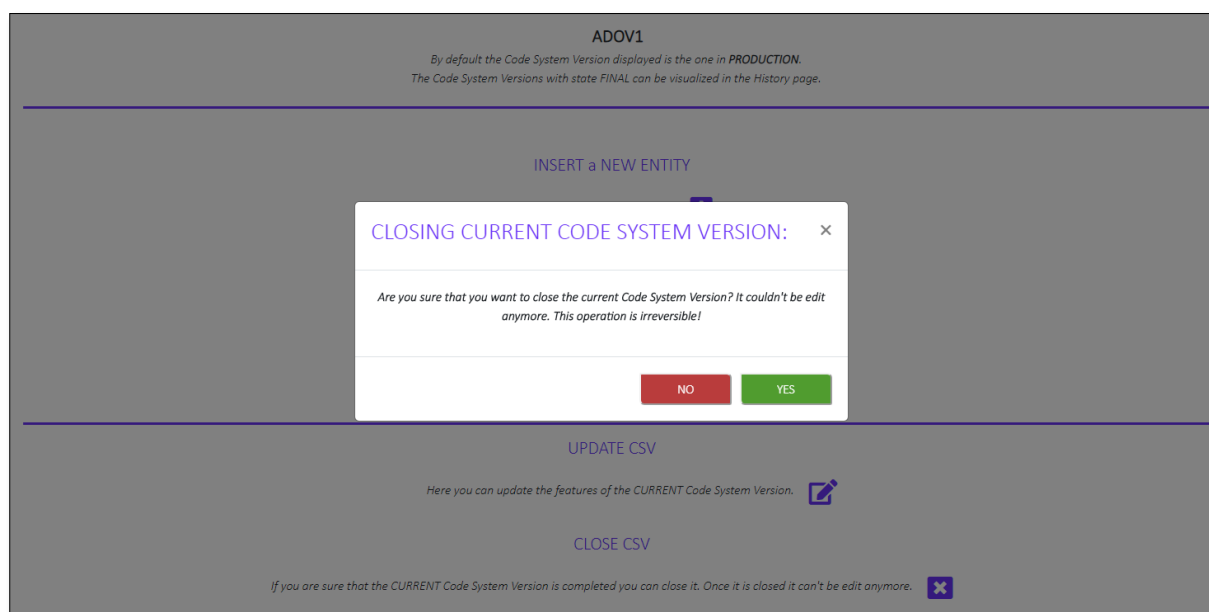 ADOV1
By default the Code System Version displayed is the one in PRODUCTION.
The Code System Versions with state FINAL can be visualized in the History page.
INSERT a NEW ENTITY
CLOSING CURRENT CODE SYSTEM VERSION: ×
Are you sure that you want to close the current Code System Version? It couldn't be edit
anymore. This operation is irreversible!
NO YES
UPDATE CSV
Here you can update the features of the CURRENT Code System Version.
CLOSE CSV
If you are sure that the CURRENT Code System Version is completed you can close it. Once it is closed it can't be edit anymore.